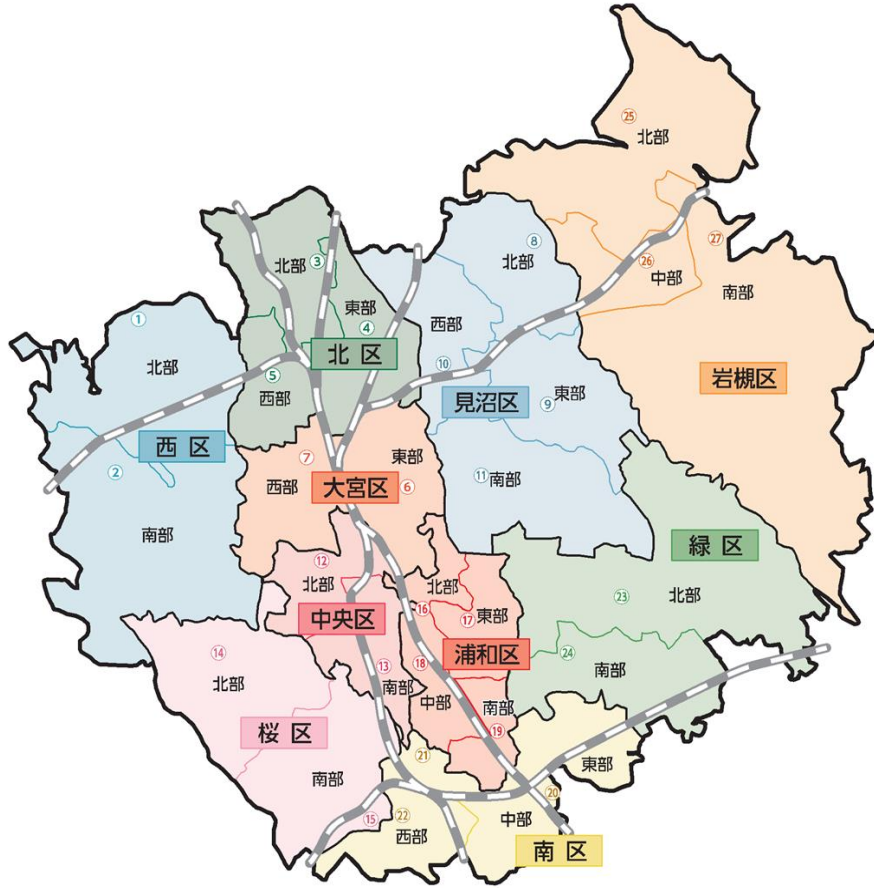 ㉕
北部
⑧
北部
㉗
③
北部
㉖
中部
南部
東部
④
西部
①
北部
北区
⑩
岩槻区
⑤
西部
見沼区
⑨
東部
西区
②
⑦
西部
東部
大宮区
⑥
⑪
南部
南部
緑区
⑫
北部
北部
中央区
⑯
⑰
東部
㉓
北部
⑭
北部
浦和区
⑬
南部
⑱
中部
南部
㉔
南部
桜区
⑲
㉑
南部
東部
⑳
⑮
㉒
西部
中部
南区